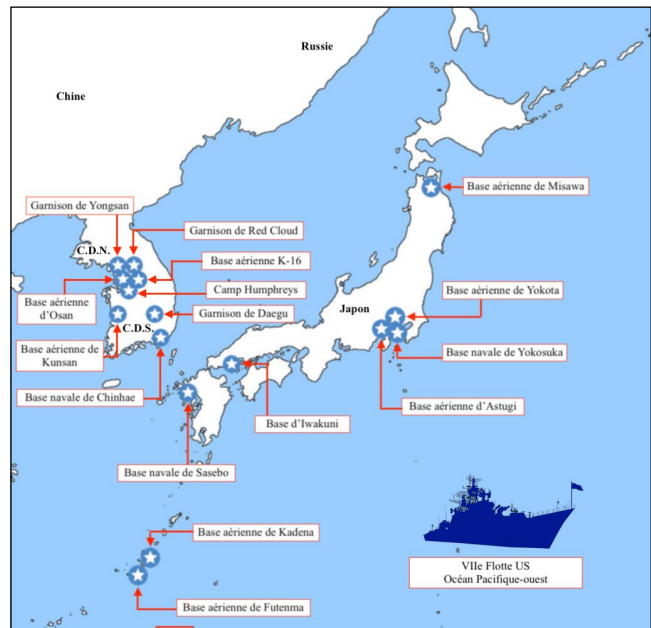 Russie
Chine
Garnison de Yongsan
Base aérienne de Misawa
Garnison de Red Cloud
C.D.N.
Base aérienne K-16
Camp Humphreys
Base aérienne
d'Osan
Japon
Base aérienne de Yokota
Garnison de Daegu
C.D.S.
Base aérienne de
Kunsan
Base navale de Yokosuka
Base navale de Chinhae
Base aérienne d'Astugi
Base d'Iwakuni
Base navale de Sasebo
Base aérienne de Kadena
VIIe Flotte US
Océan Pacifique-ouest
Base aérienne de Futenma